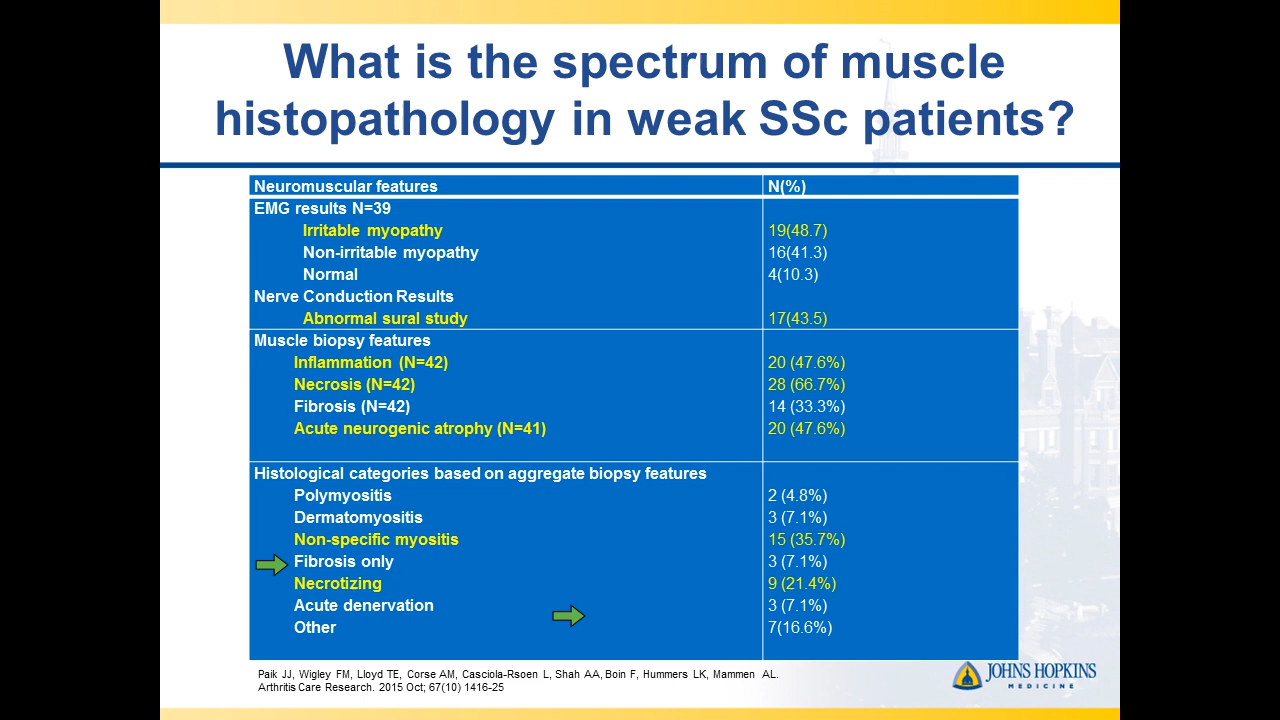 What is the spectrum of muscle
histopathology in weak SSc patients?
Neuromuscular features N(%)
EMG results N=39
Irritable myopathy 19(48.7)
Non-irritable myopathy 16(41.3)
Normal 4(10.3)
Nerve Conduction Results
Abnormal sural study 17(43.5)
Muscle biopsy features
Inflammation (N=42) 20 (47.6%)
Necrosis (N=42) 28 (66.7%)
Fibrosis (N=42) 14 (33.3%)
Acute neurogenic atrophy (N=41) 20 (47.6%)
Histological categories based on aggregate biopsy features
Polymyositis 2 (4.8%)
Dermatomyositis 3 (7.1%)
Non-specific myositis 15 (35.7%)
Fibrosis only 3 (7.1%)
Necrotizing 9 (21.4%)
Acute denervation 3 (7.1%)
Other 7(16.6%)
Paik JJ, Wigley FM, Lloyd TE, Corse AM, Casciola-Rsoen L, Shah AA, Boin F, Hummers LK, Mammen AL.
Arthritis Care Research. 2015 Oct; 67(10) 1416-25
JOHNS HOPKINS
MEDICINE